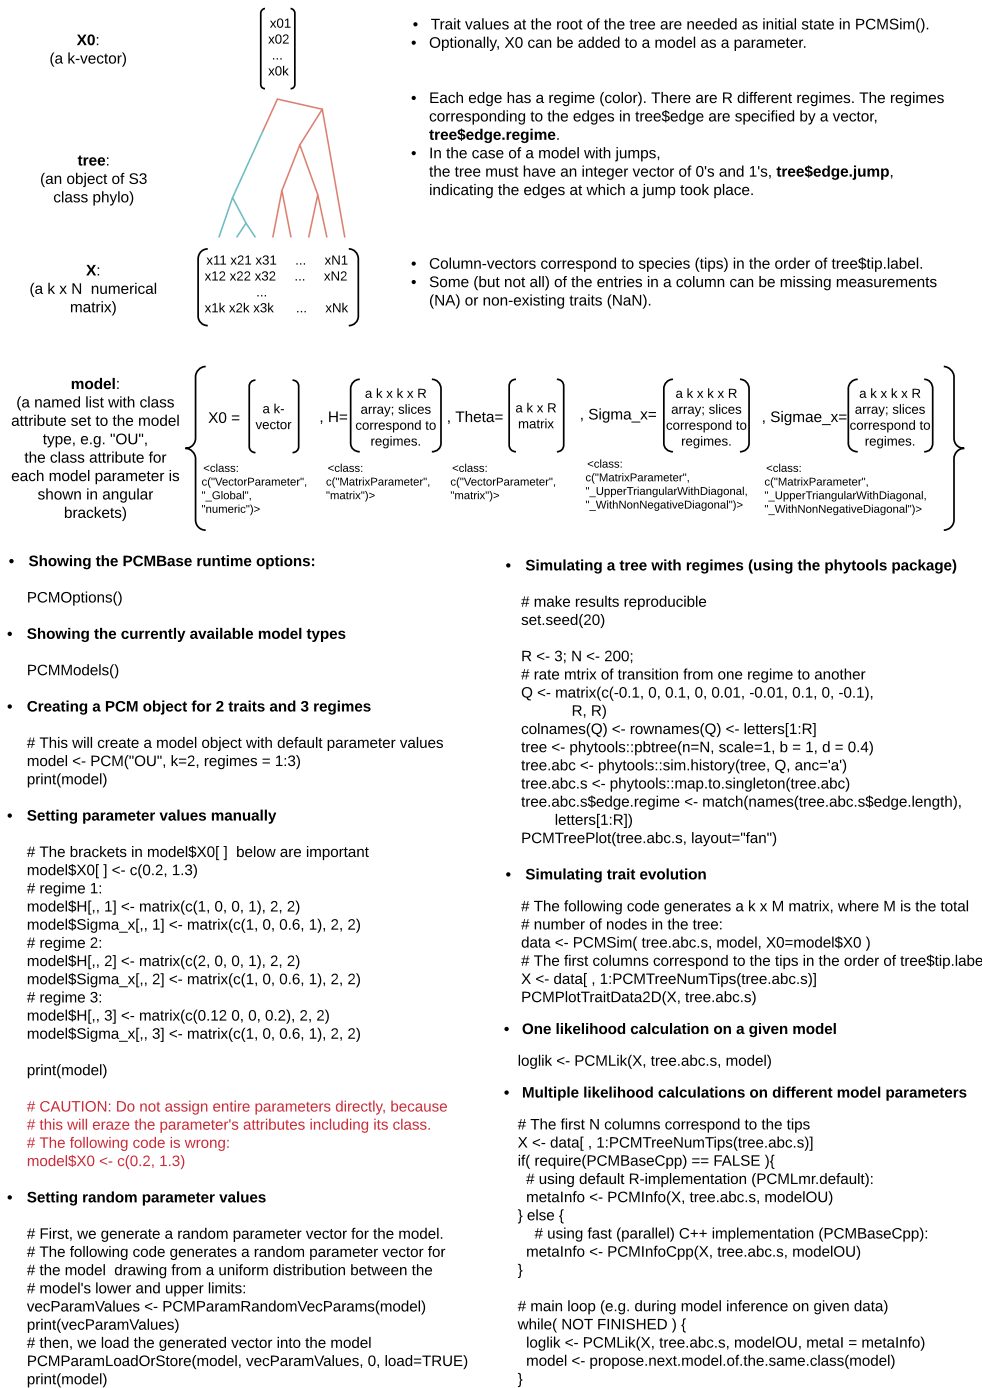 X0:
(a k-vector)
x01
x02
...
x0k
• Trait values at the root of the tree are needed as initial state in PCMSim().
• Optionally, X0 can be added to a model as a parameter.
tree:
(an object of S3
class phylo)
• Each edge has a regime (color). There are R different regimes. The regimes
corresponding to the edges in tree$edge are specified by a vector,
tree$edge.regime.
• In the case of a model with jumps,
the tree must have an integer vector of 0's and 1's, tree$edge.jump,
indicating the edges at which a jump took place.
X:
(a k x N numerical
matrix)
x11 x21 x31 ... xN1
x12 x22 x32 ... xN2
...
x1k x2k x3k ... xNk
• Column-vectors correspond to species (tips) in the order of tree$tip.label.
• Some (but not all) of the entries in a column can be missing measurements
(NA) or non-existing traits (NaN).
model:
(a named list with class
attribute set to the model
type, e.g. "OU",
the class attribute for
each model parameter is
shown in angular
brackets)
X0 =
a k-
vector
<class:
c("VectorParameter",
"_Global",
"numeric")>
, H=
a k x k x R
array; slices
correspond to
regimes.
<class:
c("MatrixParameter",
"matrix")>
, Theta=
a k x R
matrix
<class:
c("VectorParameter",
"matrix")>
, Sigma_x=
a k x k x R
array; slices
correspond to
regimes.
<class:
c("MatrixParameter",
"_UpperTriangularWithDiagonal,
"_WithNonNegativeDiagonal")>
, Sigmae_x=
a k x k x R
array; slices
correspond to
regimes.
<class:
c("MatrixParameter",
"_UpperTriangularWithDiagonal,
"_WithNonNegativeDiagonal")>
• Showing the PCMBase runtime options:
PCMOptions()
• Showing the currently available model types
PCMModels()
• Creating a PCM object for 2 traits and 3 regimes
# This will create a model object with default parameter values
model <- PCM("OU", k=2, regimes = 1:3)
print(model)
• Setting parameter values manually
# The brackets in model$X0[ ] below are important
model$X0[ ] <- c(0.2, 1.3)
# regime 1:
model$H[,, 1] <- matrix(c(1, 0, 0, 1), 2, 2)
model$Sigma_x[,, 1] <- matrix(c(1, 0, 0.6, 1), 2, 2)
# regime 2:
model$H[,, 2] <- matrix(c(2, 0, 0, 1), 2, 2)
model$Sigma_x[,, 2] <- matrix(c(1, 0, 0.6, 1), 2, 2)
# regime 3:
model$H[,, 3] <- matrix(c(0.12 0, 0, 0.2), 2, 2)
model$Sigma_x[,, 3] <- matrix(c(1, 0, 0.6, 1), 2, 2)
print(model)
# CAUTION: Do not assign entire parameters directly, because
# this will eraze the parameter's attributes including its class.
# The following code is wrong:
model$X0 <- c(0.2, 1.3)
• Setting random parameter values
# First, we generate a random parameter vector for the model.
# The following code generates a random parameter vector for
# the model drawing from a uniform distribution between the
# model's lower and upper limits:
vecParamValues <- PCMParamRandomVecParams(model)
print(vecParamValues)
# then, we load the generated vector into the model
PCMParamLoadOrStore(model, vecParamValues, 0, load=TRUE)
print(model)
• Simulating a tree with regimes (using the phytools package)
# make results reproducible
set.seed(20)
R <- 3; N <- 200;
# rate mtrix of transition from one regime to another
Q <- matrix(c(-0.1, 0, 0.1, 0, 0.01, -0.01, 0.1, 0, -0.1),
R, R)
colnames(Q) <- rownames(Q) <- letters[1:R]
tree <- phytools::pbtree(n=N, scale=1, b = 1, d = 0.4)
tree.abc <- phytools::sim.history(tree, Q, anc='a')
tree.abc.s <- phytools::map.to.singleton(tree.abc)
tree.abc.s$edge.regime <- match(names(tree.abc.s$edge.length),
letters[1:R])
PCMTreePlot(tree.abc.s, layout="fan")
• Simulating trait evolution
# The following code generates a k x M matrix, where M is the total
# number of nodes in the tree:
data <- PCMSim( tree.abc.s, model, X0=model$X0 )
# The first columns correspond to the tips in the order of tree$tip.labe
X <- data[ , 1:PCMTreeNumTips(tree.abc.s)]
PCMPlotTraitData2D(X, tree.abc.s)
• One likelihood calculation on a given model
loglik <- PCMLik(X, tree.abc.s, model)
• Multiple likelihood calculations on different model parameters
# The first N columns correspond to the tips
X <- data[ , 1:PCMTreeNumTips(tree.abc.s)]
if( require(PCMBaseCpp) == FALSE ){
# using default R-implementation (PCMLmr.default):
metaInfo <- PCMInfo(X, tree.abc.s, modelOU)
} else {
# using fast (parallel) C++ implementation (PCMBaseCpp):
metaInfo <- PCMInfoCpp(X, tree.abc.s, modelOU)
}
# main loop (e.g. during model inference on given data)
while( NOT FINISHED ) {
loglik <- PCMLik(X, tree.abc.s, modelOU, metaI = metaInfo)
model <- propose.next.model.of.the.same.class(model)
}